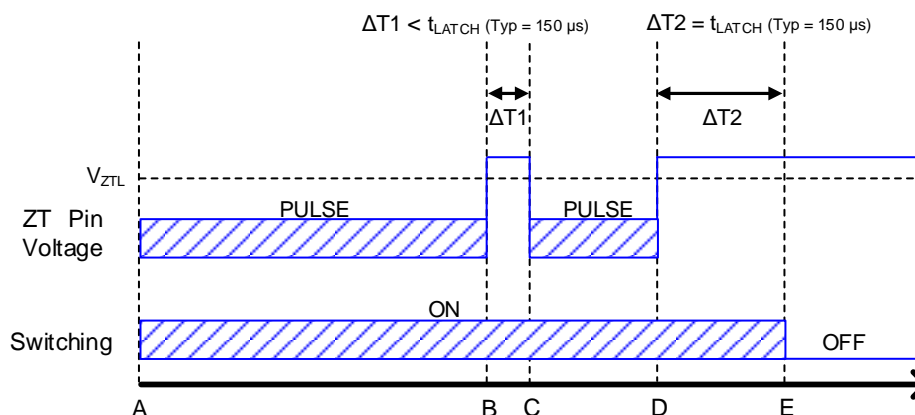 ΔT1 < tLATCH (Typ = 150 µs)
ΔT2 = tLATCH (Typ = 150 µs)
ΔT1
ΔT2
VZTL
PULSE
PULSE
ZT Pin
Voltage
ON
Switching
OFF
A
B
C
D
E